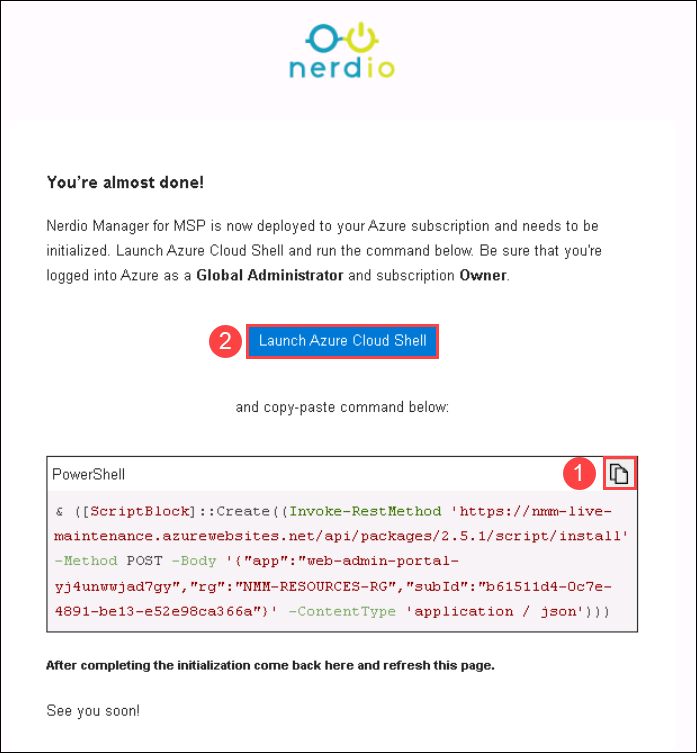 nerdio
You're almost done!
Nerdio Manager for MSP is now deployed to your Azure subscription and needs to be
initialized. Launch Azure Cloud Shell and run the command below. Be sure that you're
logged into Azure as a Global Administrator and subscription Owner.
2 Launch Azure Cloud Shell
and copy-paste command below:
PowerShell 1
& ([ScriptBlock]::Create((Invoke-RestMethod 'https://nmm-live-
maintenance.azurewebsites.net/api/packages/2.5.1/script/install'
-Method POST -Body '{"app":"web-admin-portal-
yj4unwwjad7gy","rg":"NMM-RESOURCES-RG","subId":"b61511d4-0c7e-
4891-be13-e52e98ca366a"}' -ContentType 'application / json')))
After completing the initialization come back here and refresh this page.
See you soon!